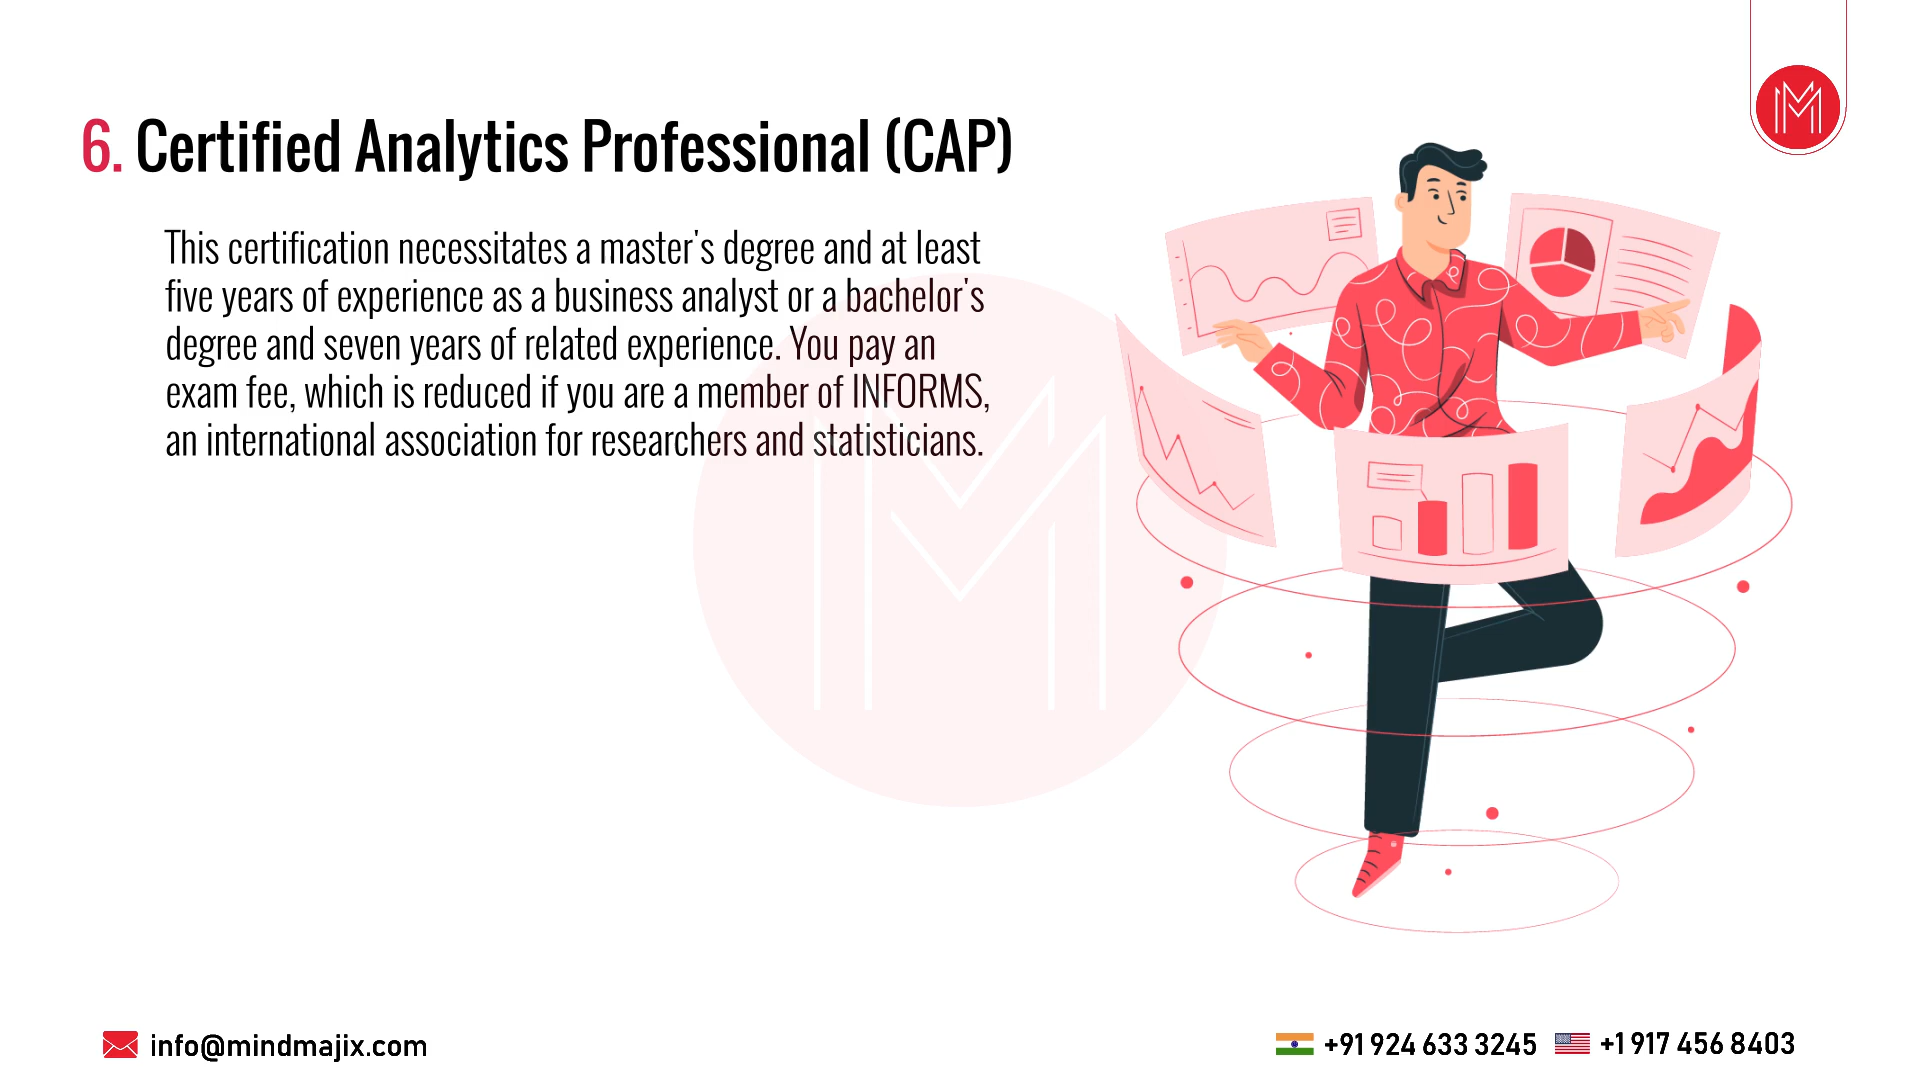 6. Certified Analytics Professional (CAP)
This certification necessitates a master's degree and at least
five years of experience as a business analyst or a bachelor's
degree and seven years of related experience. You pay an
exam fee, which is reduced if you are a member of INFORMS,
an international association for researchers and statisticians.
info@mindmajix.com
+91 924 633 3245
+1 917 456 8403